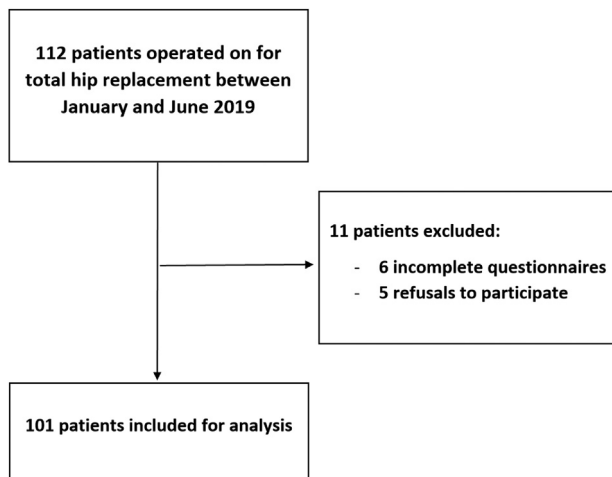 112 patients operated on for
total hip replacement between
January and June 2019
11 patients excluded:
- 6 incomplete questionnaires
- 5 refusals to participate
101 patients included for analysis